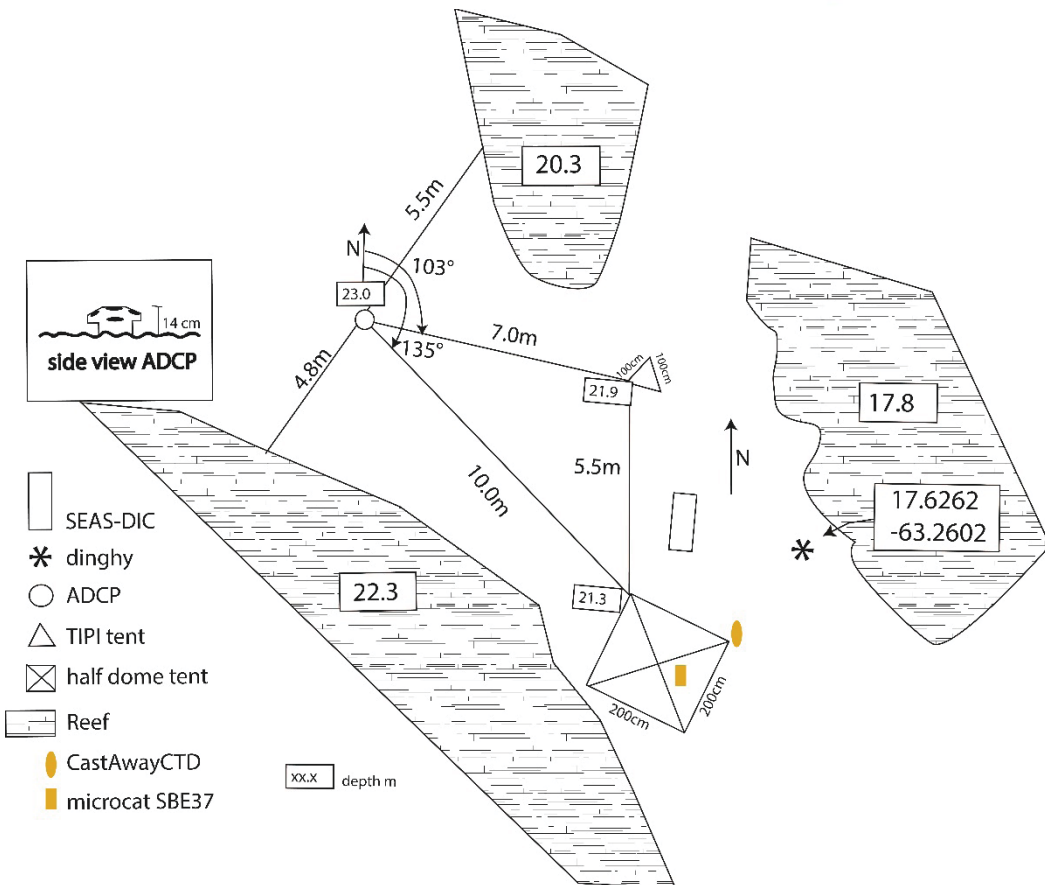 20.3
5.5m
N
103°
23.0
14 cm
side view ADCP
135°
7.0m
100cm
100cm
4.8m
21.9
17.8
N
5.5m
10.0m
17.6262
-63.2602
SEAS-DIC
dinghy
ADCP
22.3
21.3
TIPI tent
half dome tent
200cm
200cm
Reef
CastAwayCTD
xx.x depth m
microcat SBE37